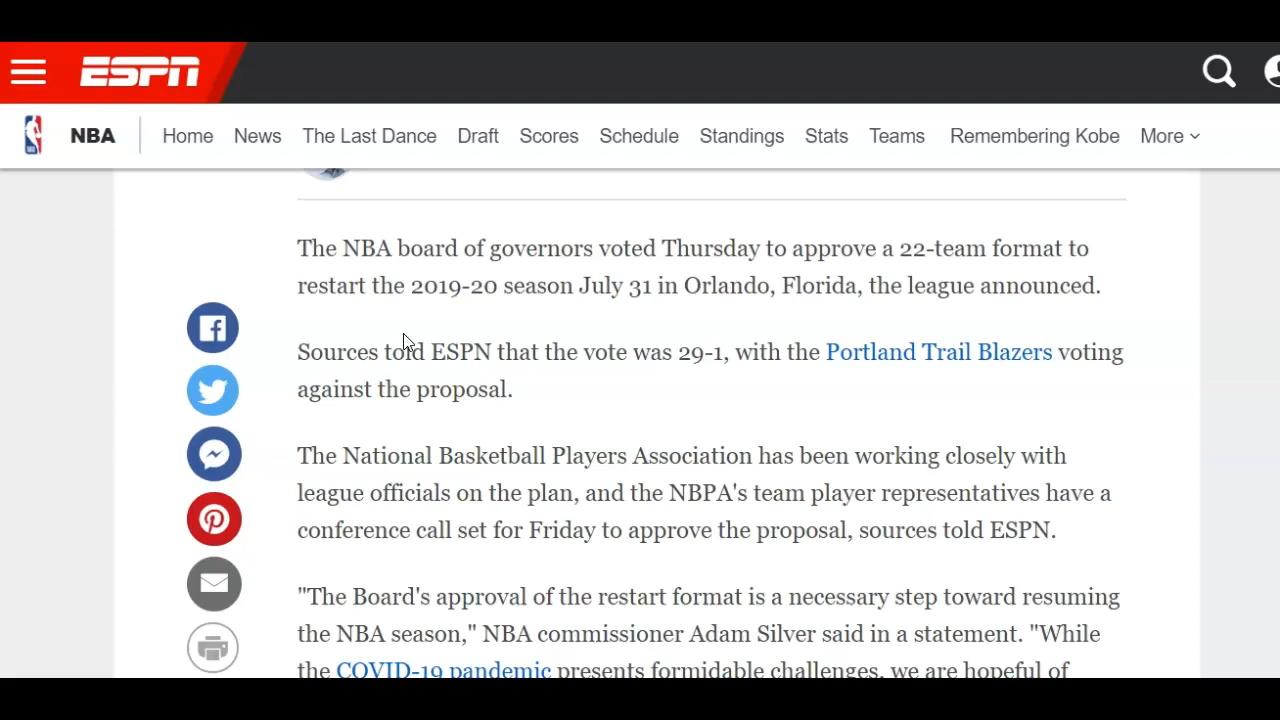 ESPN
NBA Home News The Last Dance Draft Scores Schedule Standings Stats Teams Remembering Kobe More
The NBA board of governors voted Thursday to approve a 22-team format to
restart the 2019-20 season July 31 in Orlando, Florida, the league announced.
Sources told ESPN that the vote was 29-1, with the Portland Trail Blazers voting
against the proposal.
The National Basketball Players Association has been working closely with
league officials on the plan, and the NBPA's team player representatives have a
conference call set for Friday to approve the proposal, sources told ESPN.
"The Board's approval of the restart format is a necessary step toward resuming
the NBA season," NBA commissioner Adam Silver said in a statement. "While
the COVID-19 pandemic presents formidable challenges, we are hopeful of